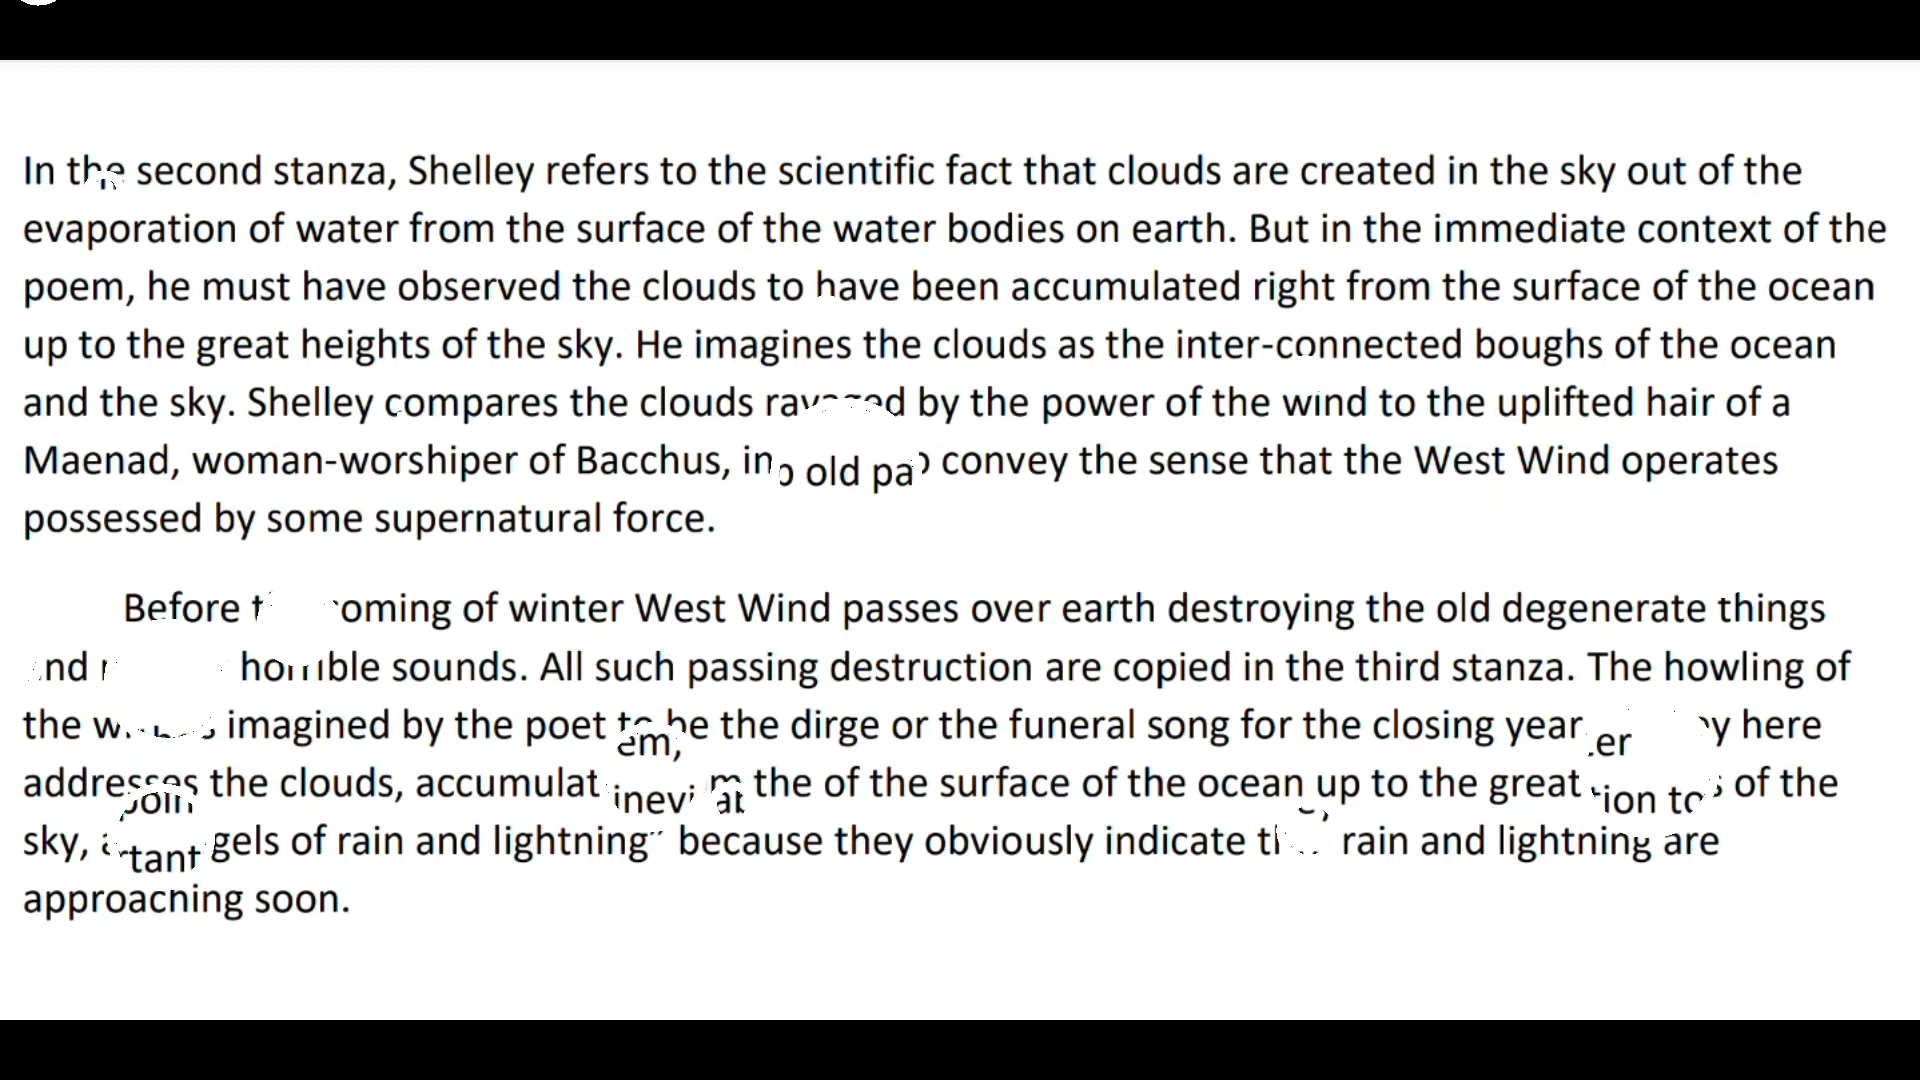 In the second stanza, Shelley refers to the scientific fact that clouds are created in the sky out of the
evaporation of water from the surface of the water bodies on earth. But in the immediate context of the
poem, he must have observed the clouds to have been accumulated right from the surface of the ocean
up to the great heights of the sky. He imagines the clouds as the inter-connected boughs of the ocean
and the sky. Shelley compares the clouds ravaged by the power of the wind to the uplifted hair of a
Maenad, woman-worshiper of Bacchus, old convey the sense that the West Wind operates
possessed by some supernatural force.
Before coming of winter West Wind passes over earth destroying the old degenerate things
horrible sounds. All such passing destruction are copied in the third stanza. The howling of
the imagined by the poet to be the dirge or the funeral song for the closing year here
addresses the clouds, the of the surface of the ocean up to the great of the
sky, of rain and lightning" because they obviously indicate rain and lightning are
approaching soon.